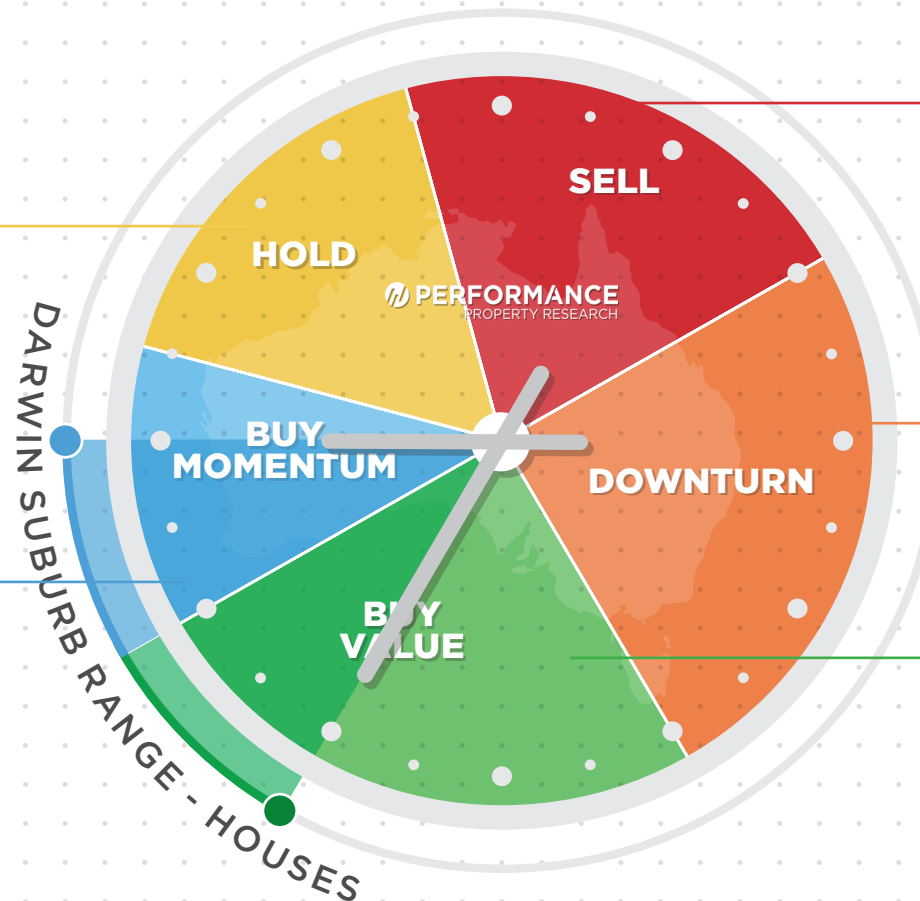 SELL
HOLD
PERFORMANCE
PROPERTY RESEARCH
BUY
MOMENTUM
DOWNTURN
BUY
VALUE
DARWIN SUBURB RANGE - HOUSES